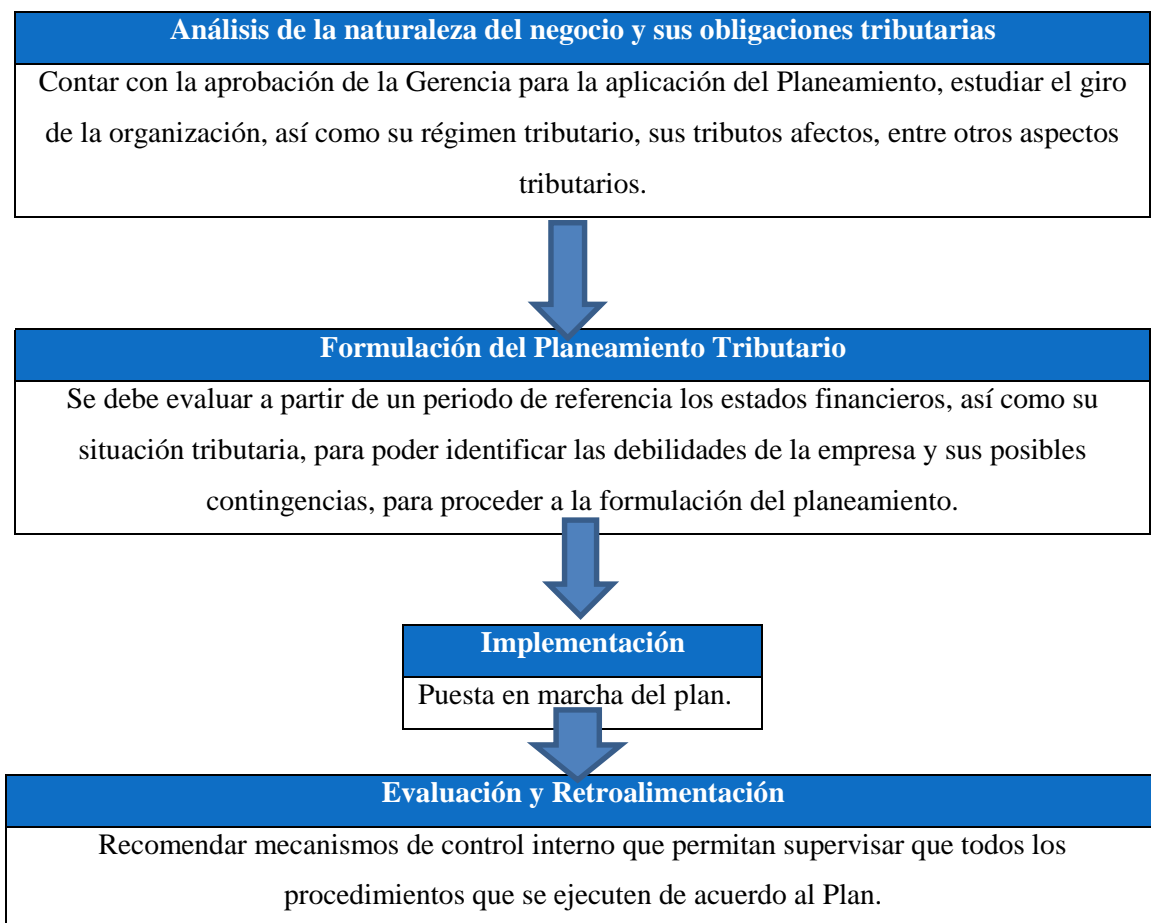 Análisis de la naturaleza del negocio y sus obligaciones tributarias
Contar con la aprobación de la Gerencia para la aplicación del Planeamiento, estudiar el giro
de la organización, así como su régimen tributario, sus tributos afectos, entre otros aspectos
tributarios.
Formulación del Planeamiento Tributario
Se debe evaluar a partir de un periodo de referencia los estados financieros, así como su
situación tributaria, para poder identificar las debilidades de la empresa y sus posibles
contingencias, para proceder a la formulación del planeamiento.
Implementación
Puesta en marcha del plan.
Evaluación y Retroalimentación
Recomendar mecanismos de control interno que permitan supervisar que todos los
procedimientos que se ejecuten de acuerdo al Plan.